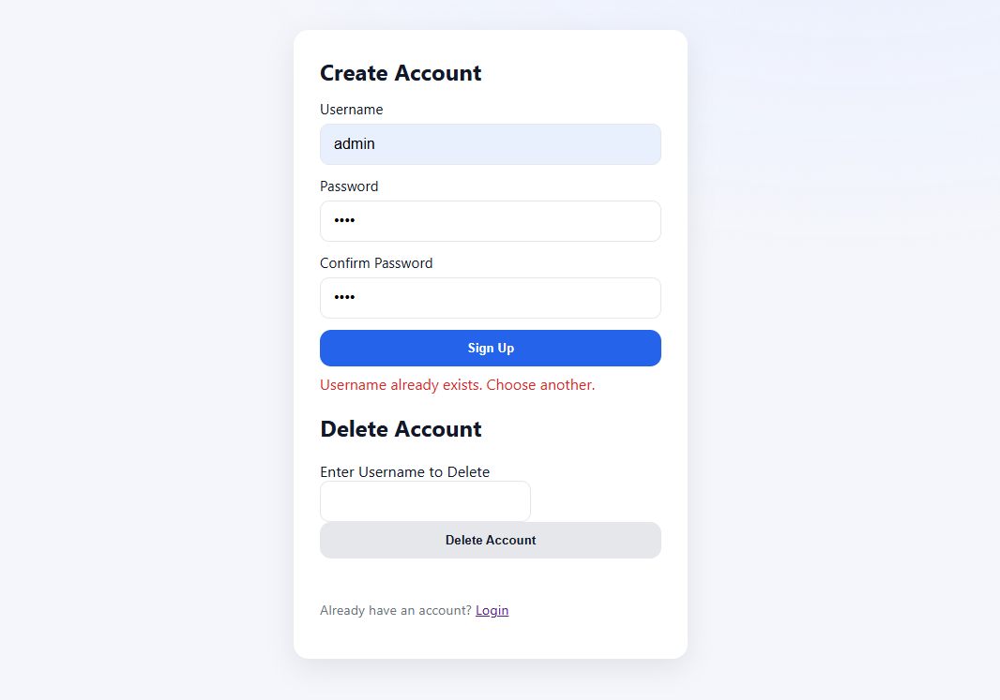 Create Account
Username
admin
Password
••••
Confirm Password
••••
Sign Up
Username already exists. Choose another.
Delete Account
Enter Username to Delete
Delete Account
Already have an account? Login